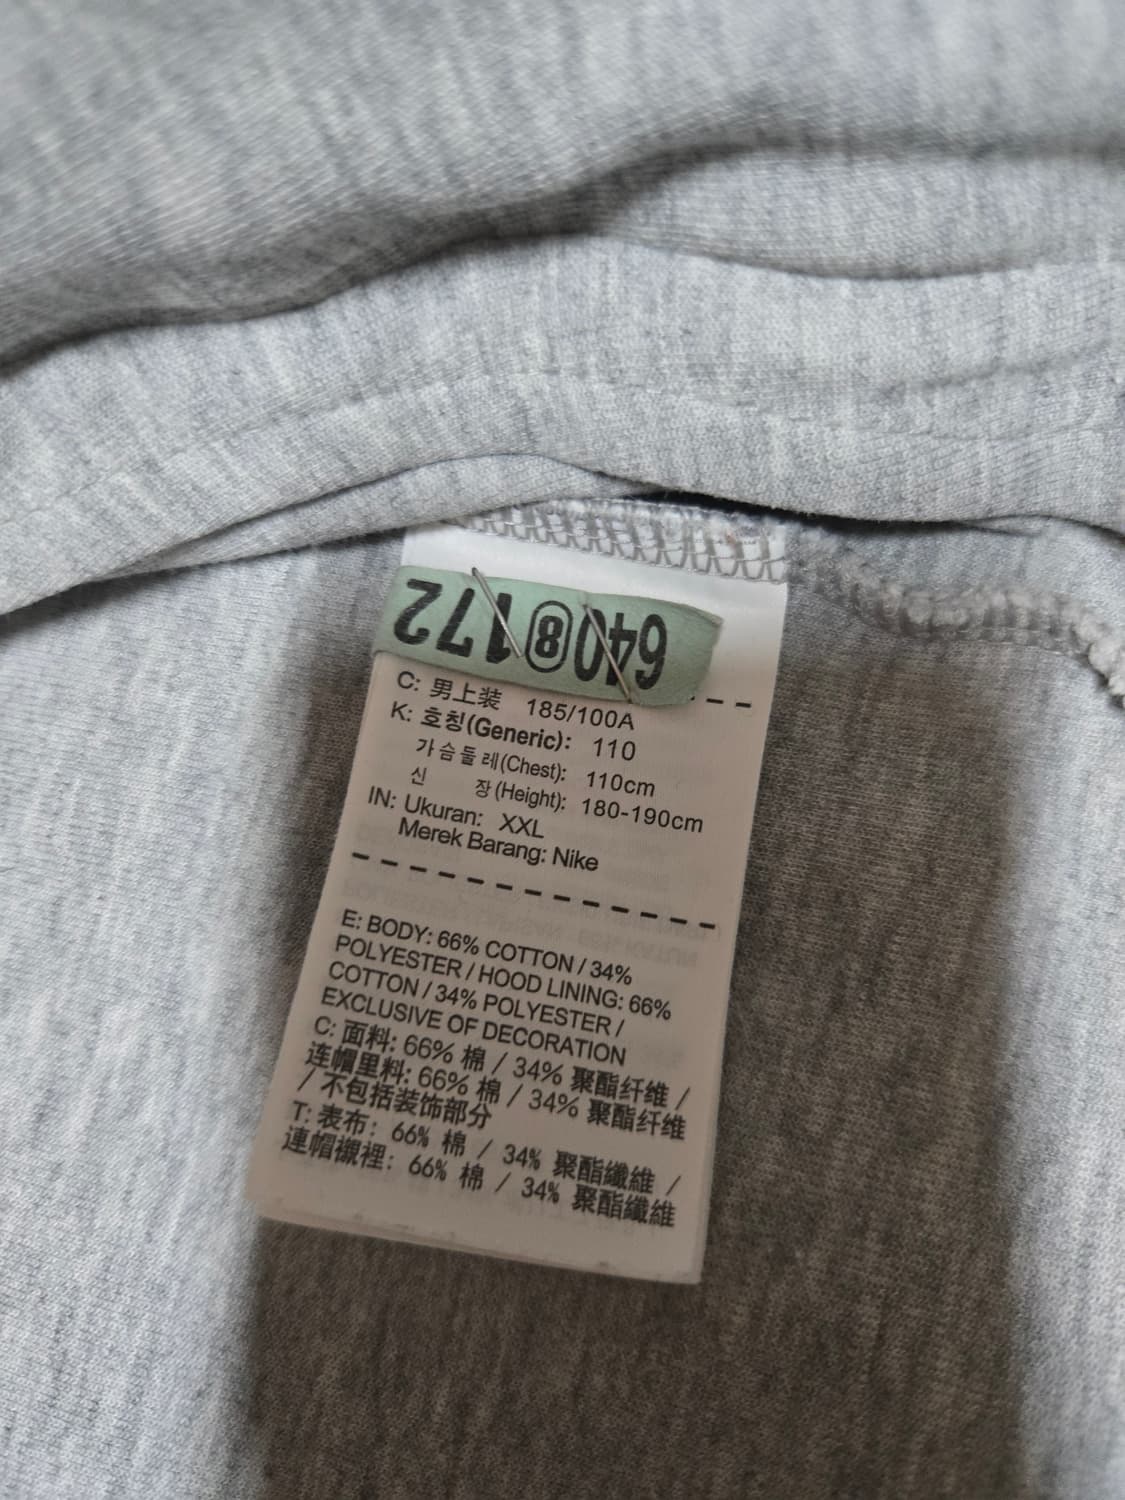 640⑧172
C: 男上装 185/100A
K: 호칭(Generic): 110
가슴둘레(Chest): 110cm
신 장(Height): 180-190cm
IN: Ukuran: XXL
Merek Barang: Nike
E: BODY: 66% COTTON / 34%
POLYESTER / HOOD LINING: 66%
COTTON / 34% POLYESTER /
EXCLUSIVE OF DECORATION
C: 面料: 66% 棉 / 34% 聚酯纤维 /
连帽里料: 66% 棉 / 34% 聚酯纤维
/ 不包括装饰部分
T: 表布: 66% 棉 / 34% 聚酯纖維 /
連帽襯裡: 66% 棉 / 34% 聚酯纖維